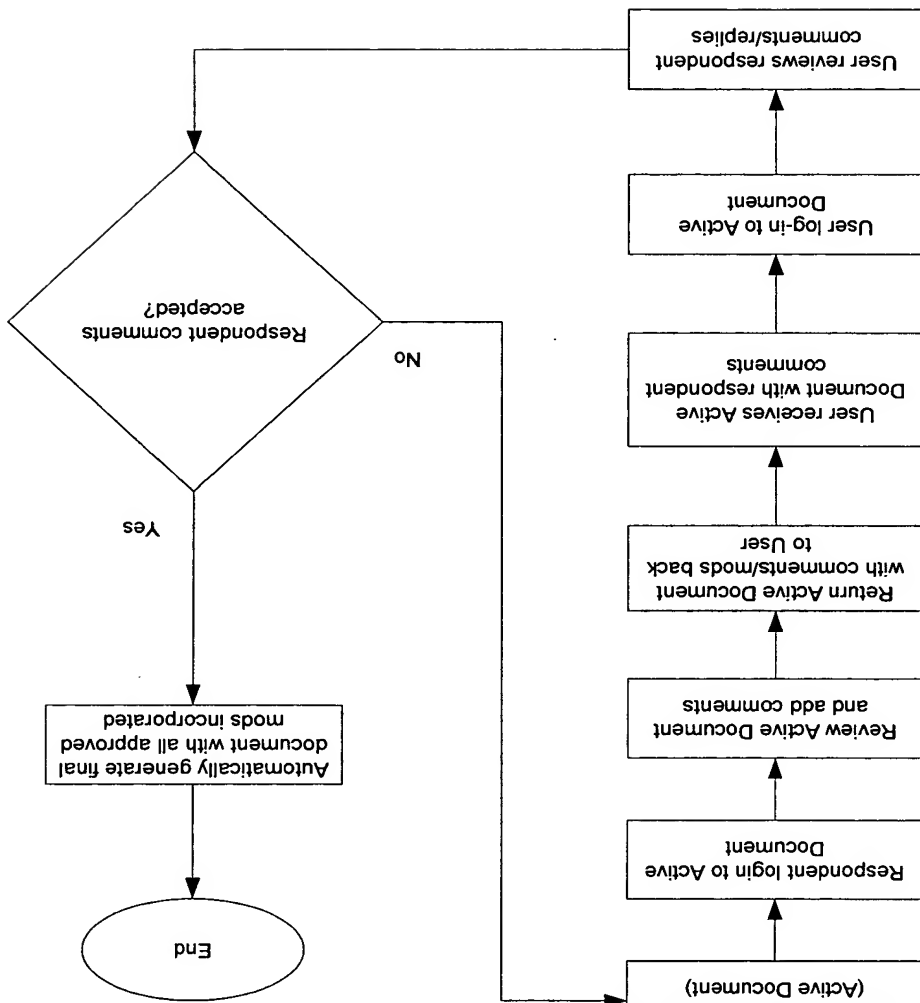 (Active Document)
Respondent login to Active
Document
Review Active Document
and add comments
Return Active Document
with comments/mods back
to User
User receives Active
Document with respondent
comments
User log-in to Active
Document
User reviews respondent
comments/replies
Respondent comments
accepted?
No
Yes
Automatically generate final
document with all approved
mods incorporated
End